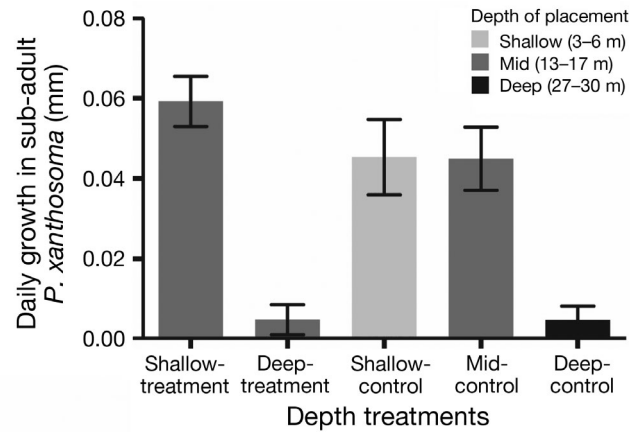 Depth of placement
Shallow (3–6 m)
Mid (13–17 m)
Deep (27–30 m)
Daily growth in sub-adult
P. xanthosoma (mm)
0.08
0.06
0.04
0.02
0.00
Shallow-
treatment
Deep-
treatment
Shallow-
control
Mid-
control
Deep-
control
Depth treatments